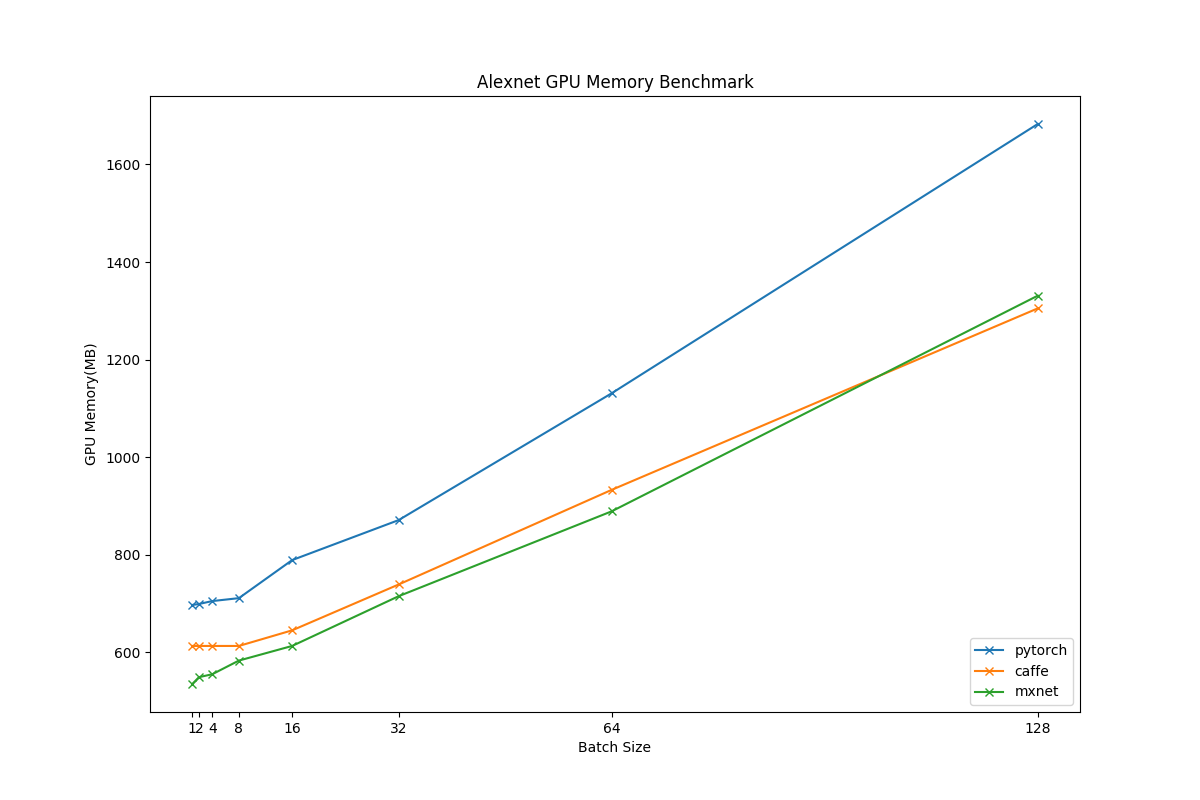 Alexnet GPU Memory Benchmark
GPU Memory(MB)
1600
1400
1200
1000
800
600
1 2 4 8 16 32 64 128
Batch Size
pytorch
caffe
mxnet